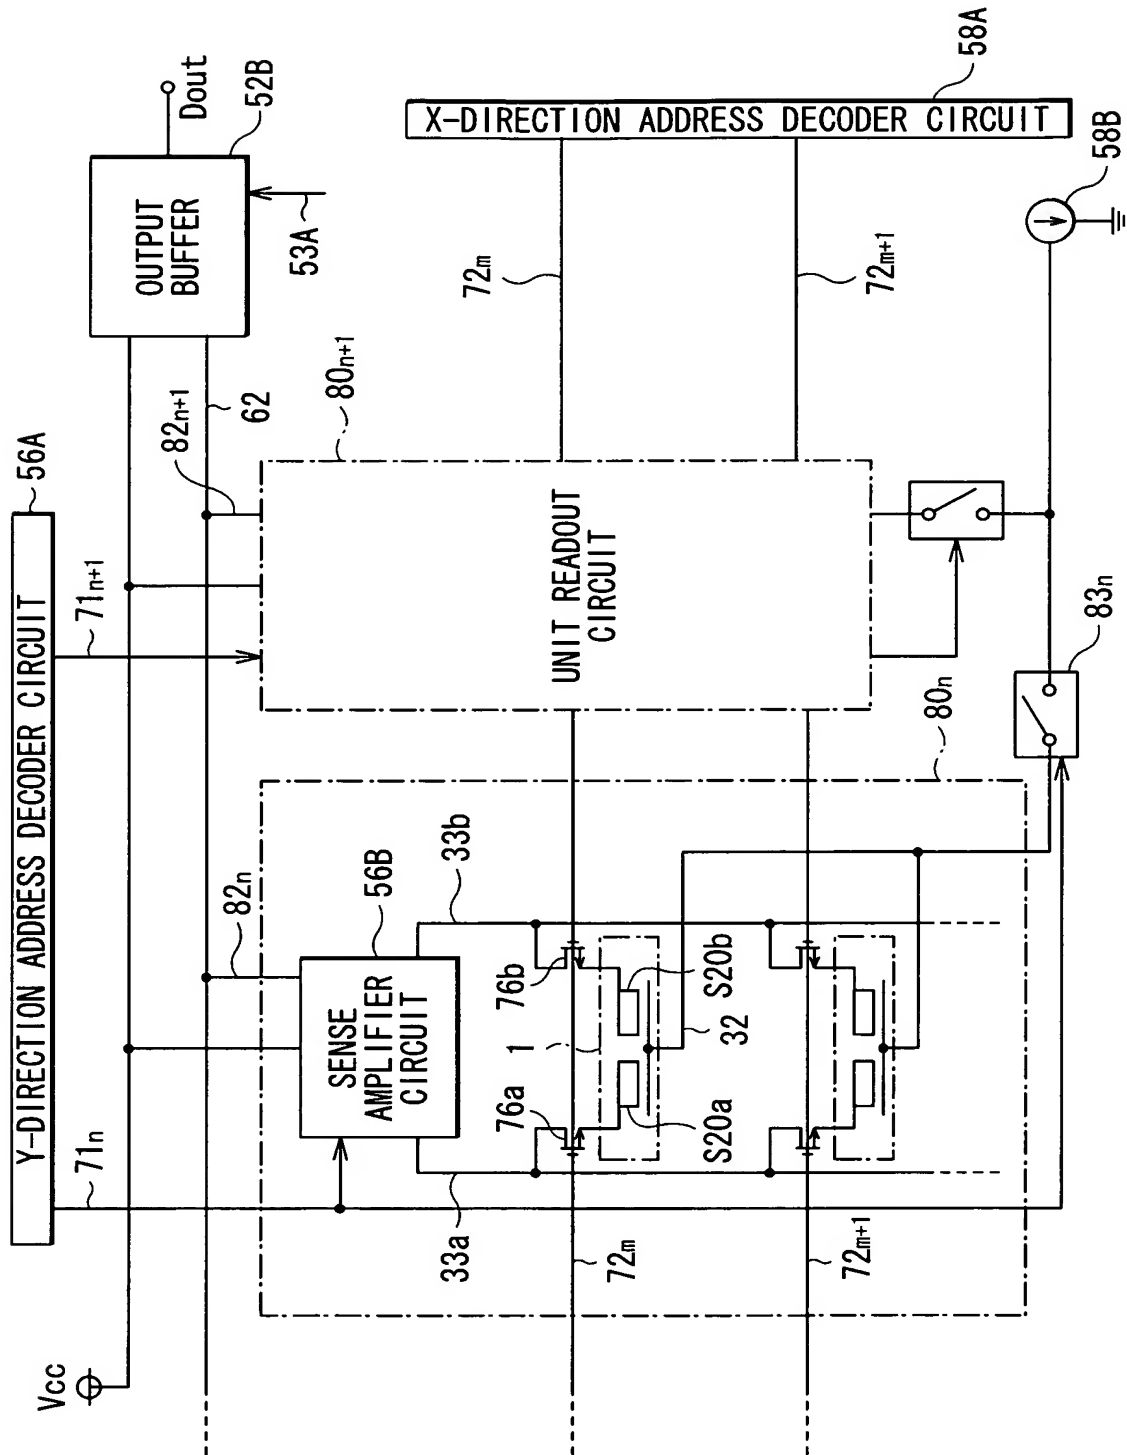 Y-DIRECTION ADDRESS DECODER CIRCUIT
56A
Vcc
71n
71n+1
OUTPUT
BUFFER
Dout
52B
53A
82n
82n+1
62
SENSE
AMPLIFIER
CIRCUIT
56B
80n+1
33a
33b
72m
76a
76b
1
S20a
S20b
32
UNIT READOUT
CIRCUIT
72m
72m+1
72m+1
X-DIRECTION ADDRESS DECODER CIRCUIT
58A
80n
83n
58B